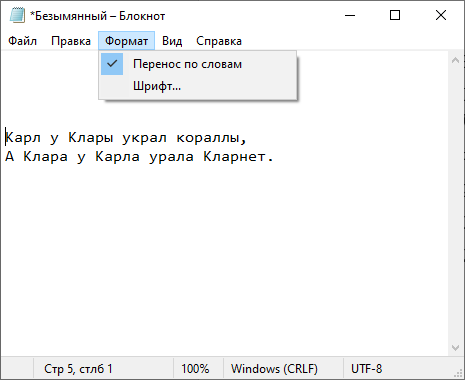 *Безымянный – Блокнот
Файл Правка Формат Вид Справка
Перенос по словам
Шрифт...
Карл у Клары украл кораллы,
А Клара у Карла урала Кларнет.
Стр 5, стлб 1 100% Windows (CRLF) UTF-8